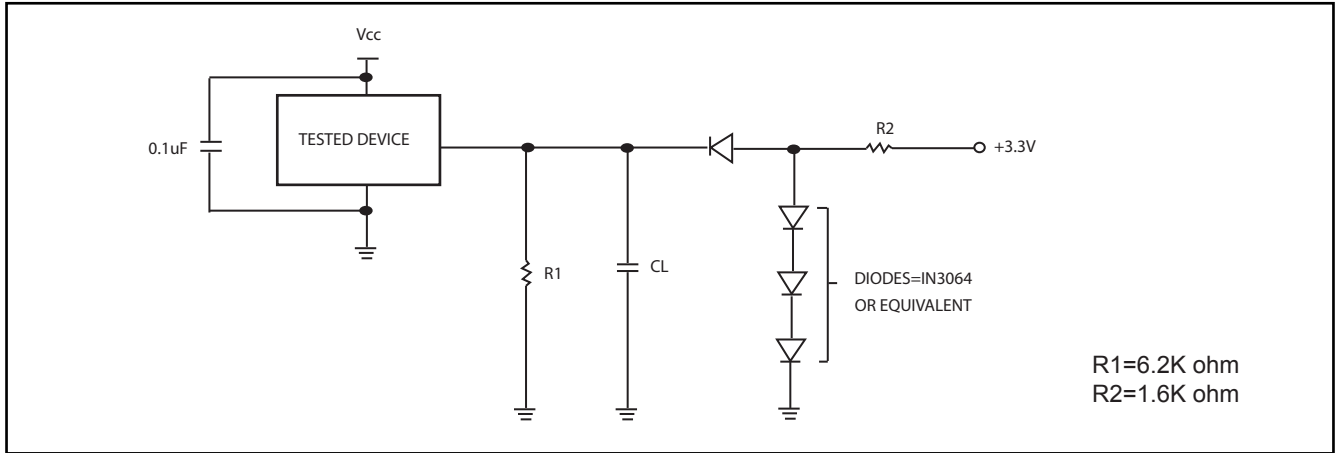 Vcc
0.1uF
TESTED DEVICE
R2
+3.3V
R1
CL
DIODES=IN3064
OR EQUIVALENT
R1=6.2K ohm
R2=1.6K ohm